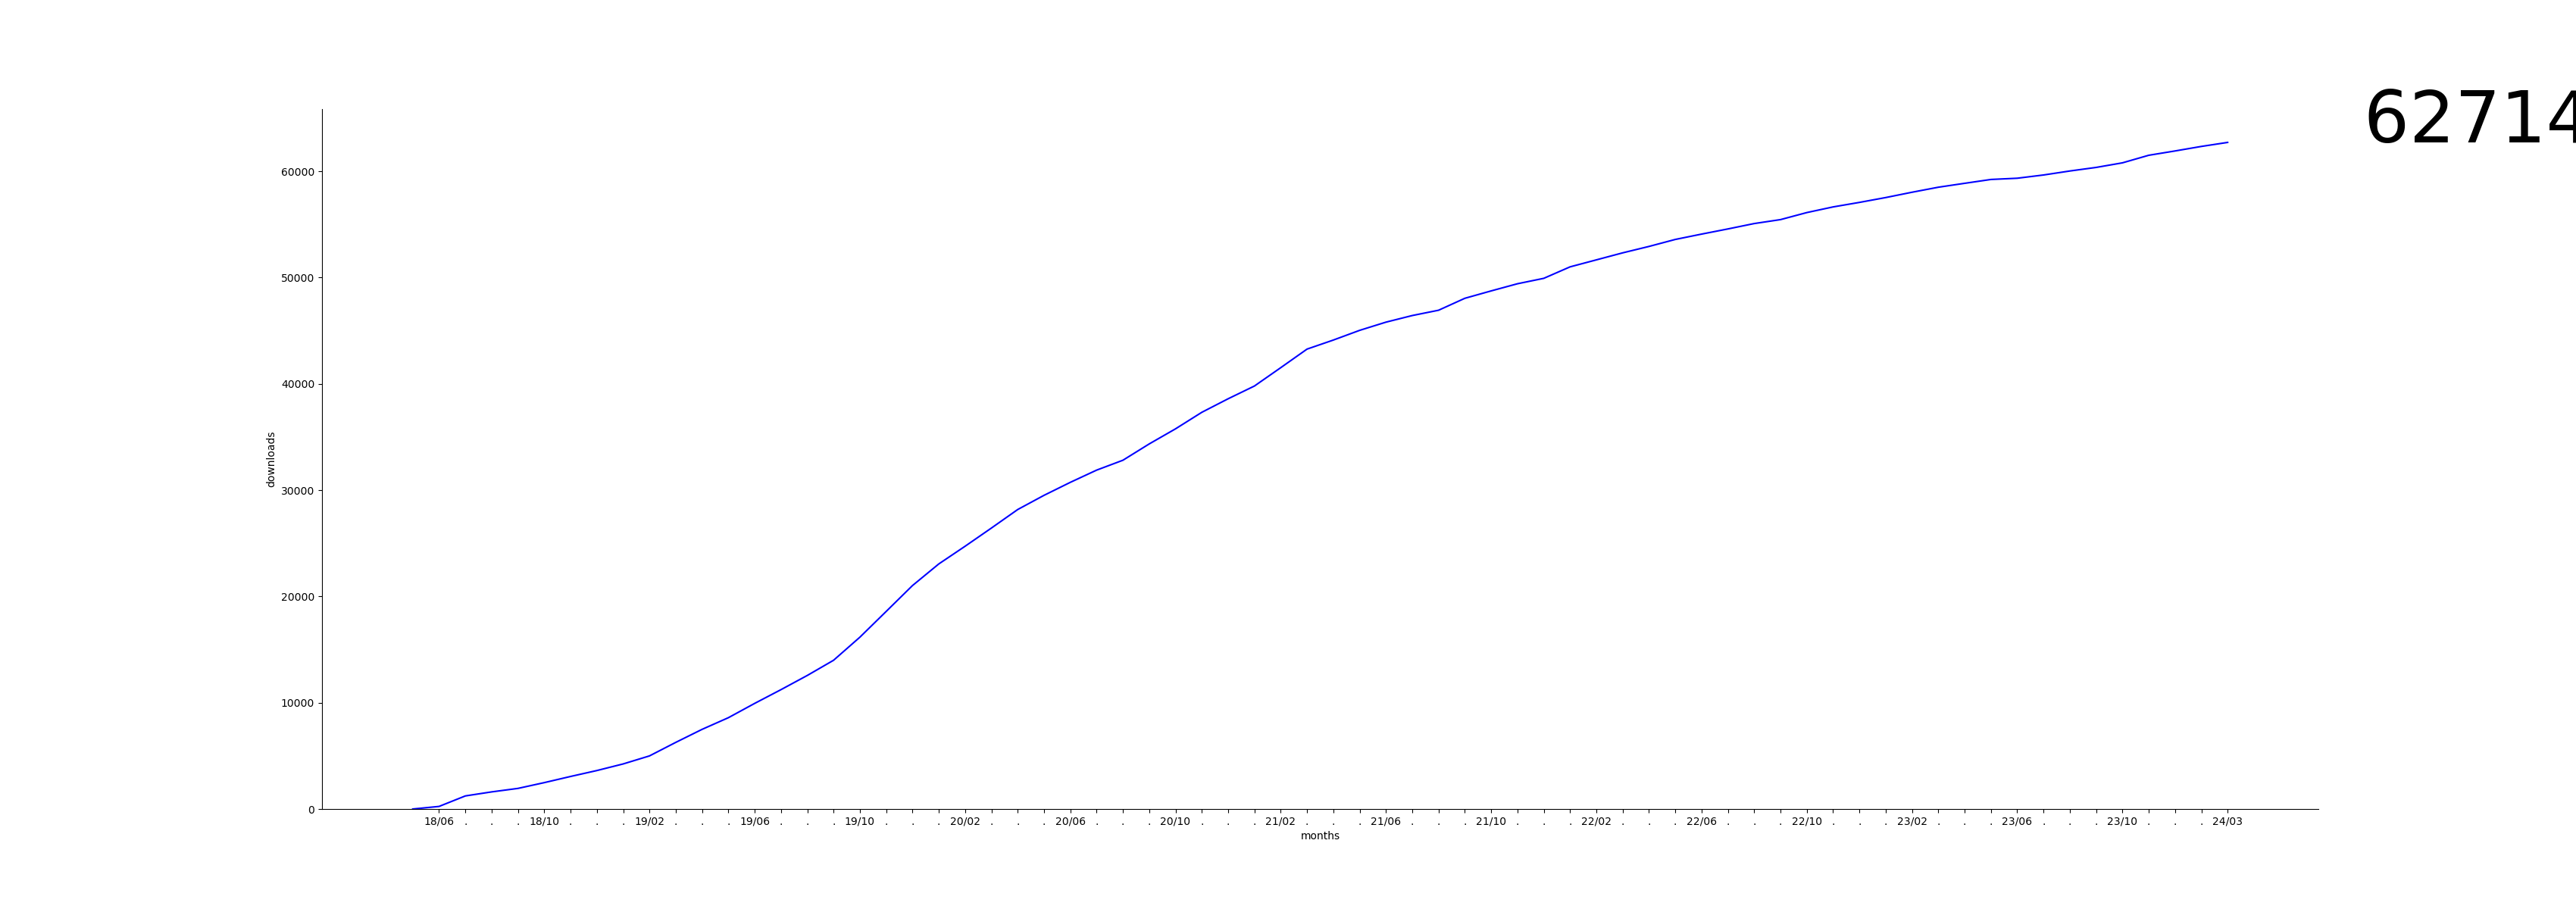 62714
60000
50000
40000
30000
20000
10000
0
downloads
18/06 . . . 18/10 . . . 19/02 . . . 19/06 . . . 19/10 . . . 20/02 . . . 20/06 . . . 20/10 . . . 21/02 . . . 21/06 . . . 21/10 . . . 22/02 . . . 22/06 . . . 22/10 . . . 23/02 . . . 23/06 . . . 23/10 . . . 24/03
months